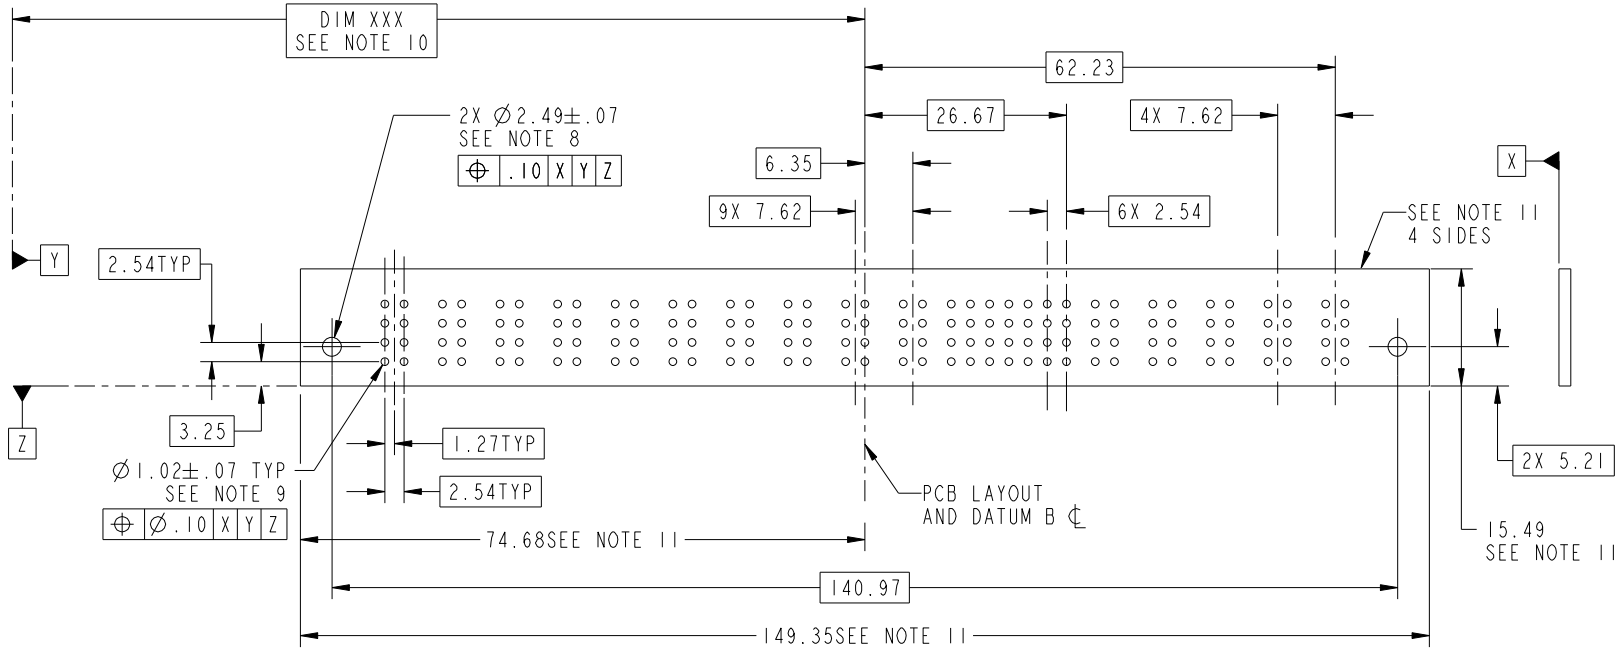 DIM XXX
SEE NOTE 10
62.23
2X Ø2.49±.07
SEE NOTE 8
⌖ .10 X Y Z
26.67
4X 7.62
6.35
X
9X 7.62
6X 2.54
SEE NOTE 11
4 SIDES
Y
2.54TYP
3.25
Z
1.27TYP
2X 5.21
Ø1.02±.07 TYP
SEE NOTE 9
⌖ Ø.10 X Y Z
2.54TYP
PCB LAYOUT
AND DATUM B ℄
15.49
SEE NOTE 11
74.68SEE NOTE 11
140.97
149.35SEE NOTE 11